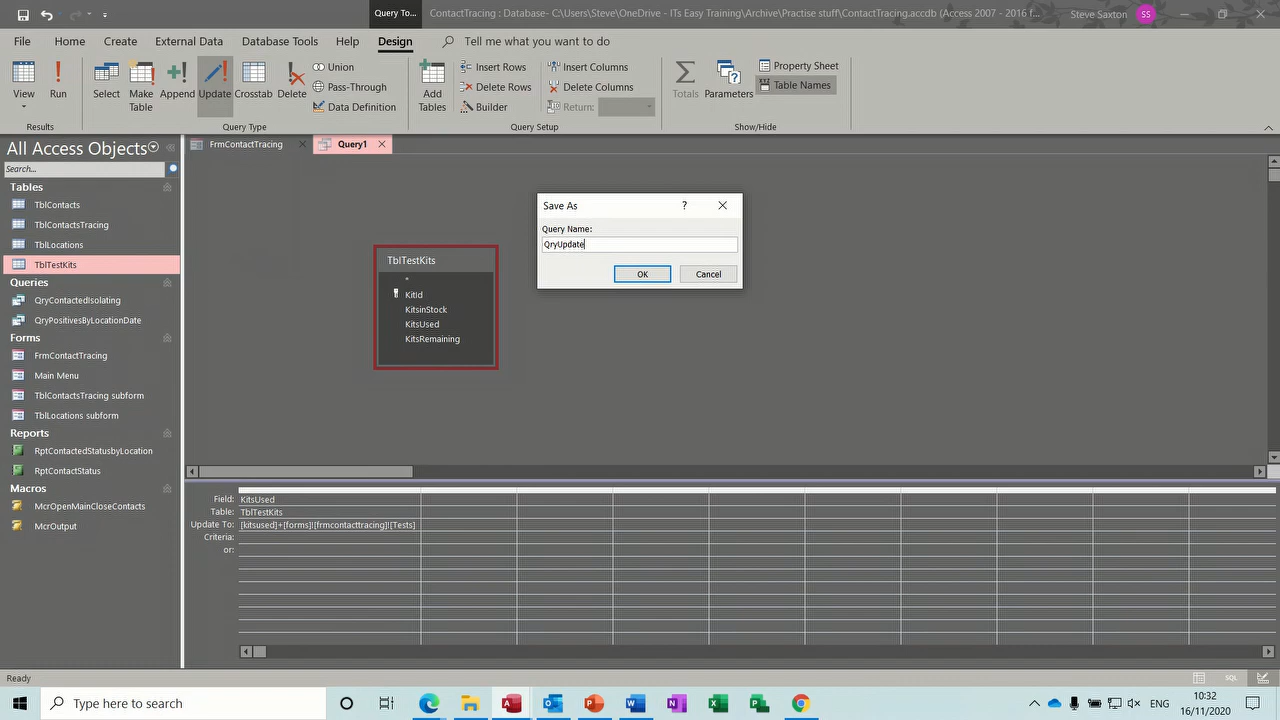 Query To...
ContactTracing : Database- C:\Users\Steve\OneDrive - ITs Easy Training\Archive\Practise stuff\ContactTracing.accdb (Access 2007 - 2016 f...
Steve Saxton
SS
File
Home
Create
External Data
Database Tools
Help
Design
Tell me what you want to do
View
Run
Select
Make Table
Append
Update
Crosstab
Delete
Union
Pass-Through
Data Definition
Add Tables
Insert Rows
Delete Rows
Builder
Insert Columns
Delete Columns
Return:
Totals
Parameters
Property Sheet
Table Names
Results
Query Type
Query Setup
Show/Hide
All Access Objects
Search...
Tables
TblContacts
TblContactsTracing
TblLocations
TblTestKits
Queries
QryContactedIsolating
QryPositivesByLocationDate
Forms
FrmContactTracing
Main Menu
TblContactsTracing subform
TblLocations subform
Reports
RptContactedStatusbyLocation
RptContactStatus
Macros
McrOpenMainCloseContacts
McrOutput
FrmContactTracing
Query1
TblTestKits
*
KitId
KitsinStock
KitsUsed
KitsRemaining
Save As
?
Query Name:
QryUpdate
OK
Cancel
Field: KitsUsed
Table: TblTestKits
Update To: [kitsused]+[forms]![frmcontacttracing]![Tests]
Criteria:
or:
Ready
SQL
Type here to search
ENG
10:32
16/11/2020